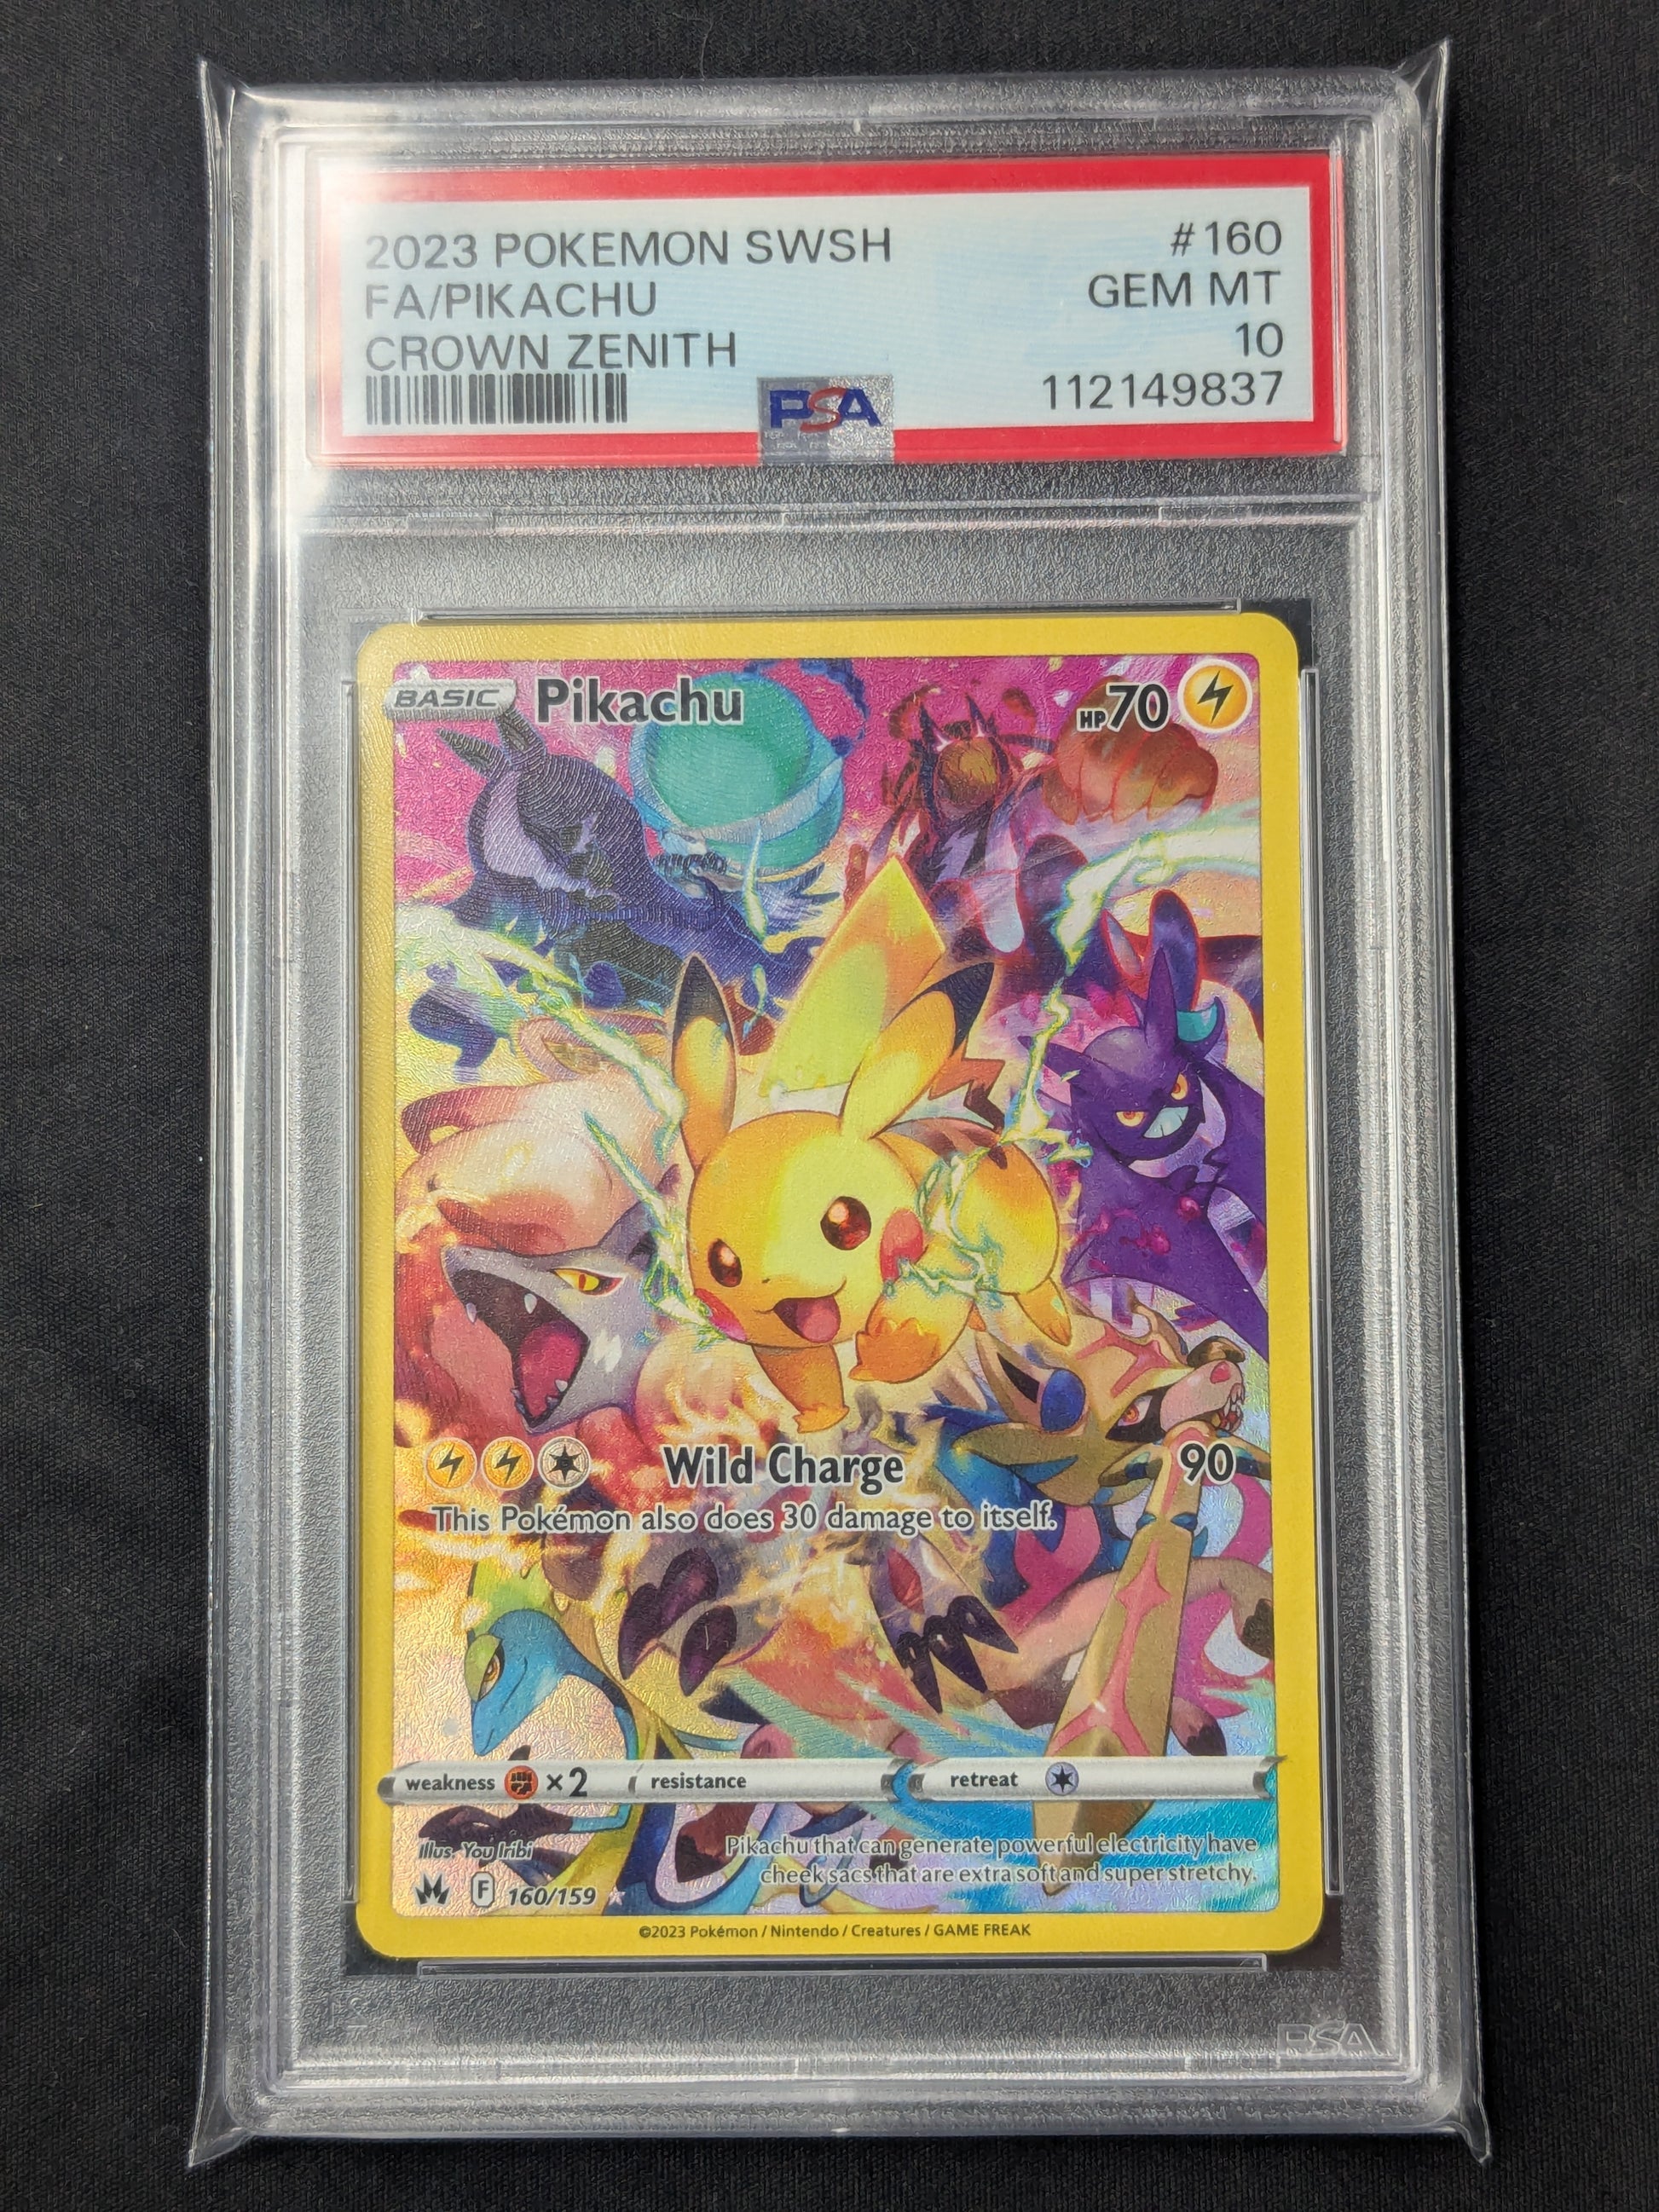 2023 POKEMON SWSH #160
FA/PIKACHU GEM MT
CROWN ZENITH 10
PSA 112149837
BASIC Pikachu HP 70
Wild Charge 90
This Pokémon also does 30 damage to itself.
weakness ×2 resistance retreat
Illus. You Iribi
Pikachu that can generate powerful electricity have
cheek sacs that are extra soft and super stretchy.
F 160/159
©2023 Pokémon / Nintendo / Creatures / GAME FREAK
PSA